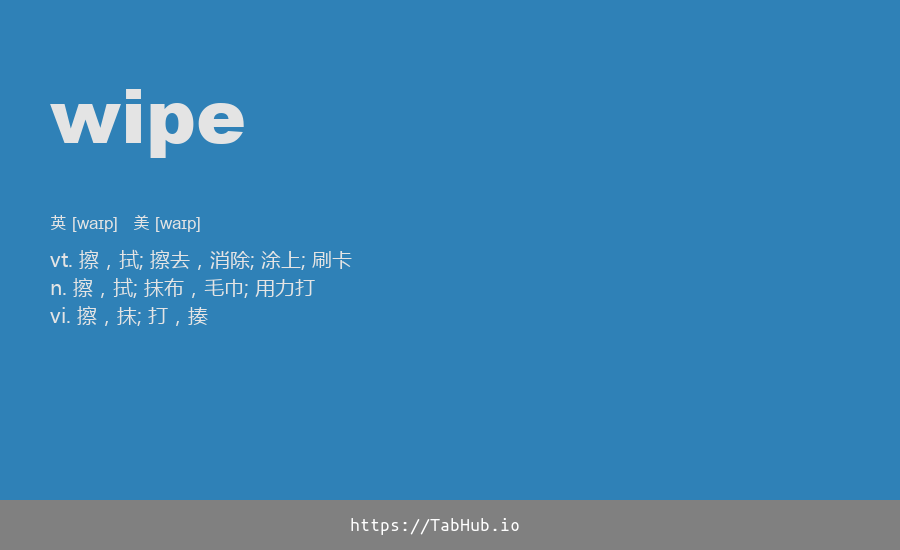 wipe
英 [waɪp] 美 [waɪp]
vt. 擦，拭; 擦去，消除; 涂上; 刷卡
n. 擦，拭; 抹布，毛巾; 用力打
vi. 擦，抹; 打，揍
https://TabHub.io